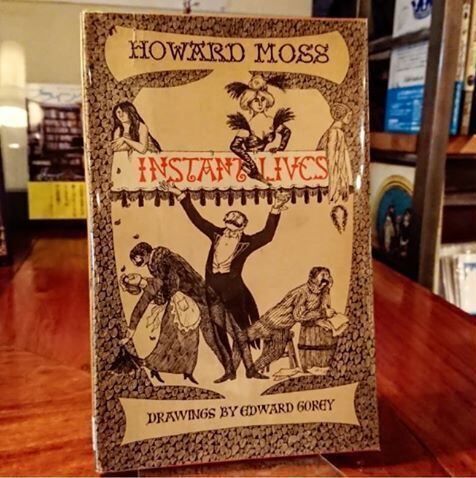 HOWARD MOSS
INSTANT LIVES
DRAWINGS BY EDWARD GOREY